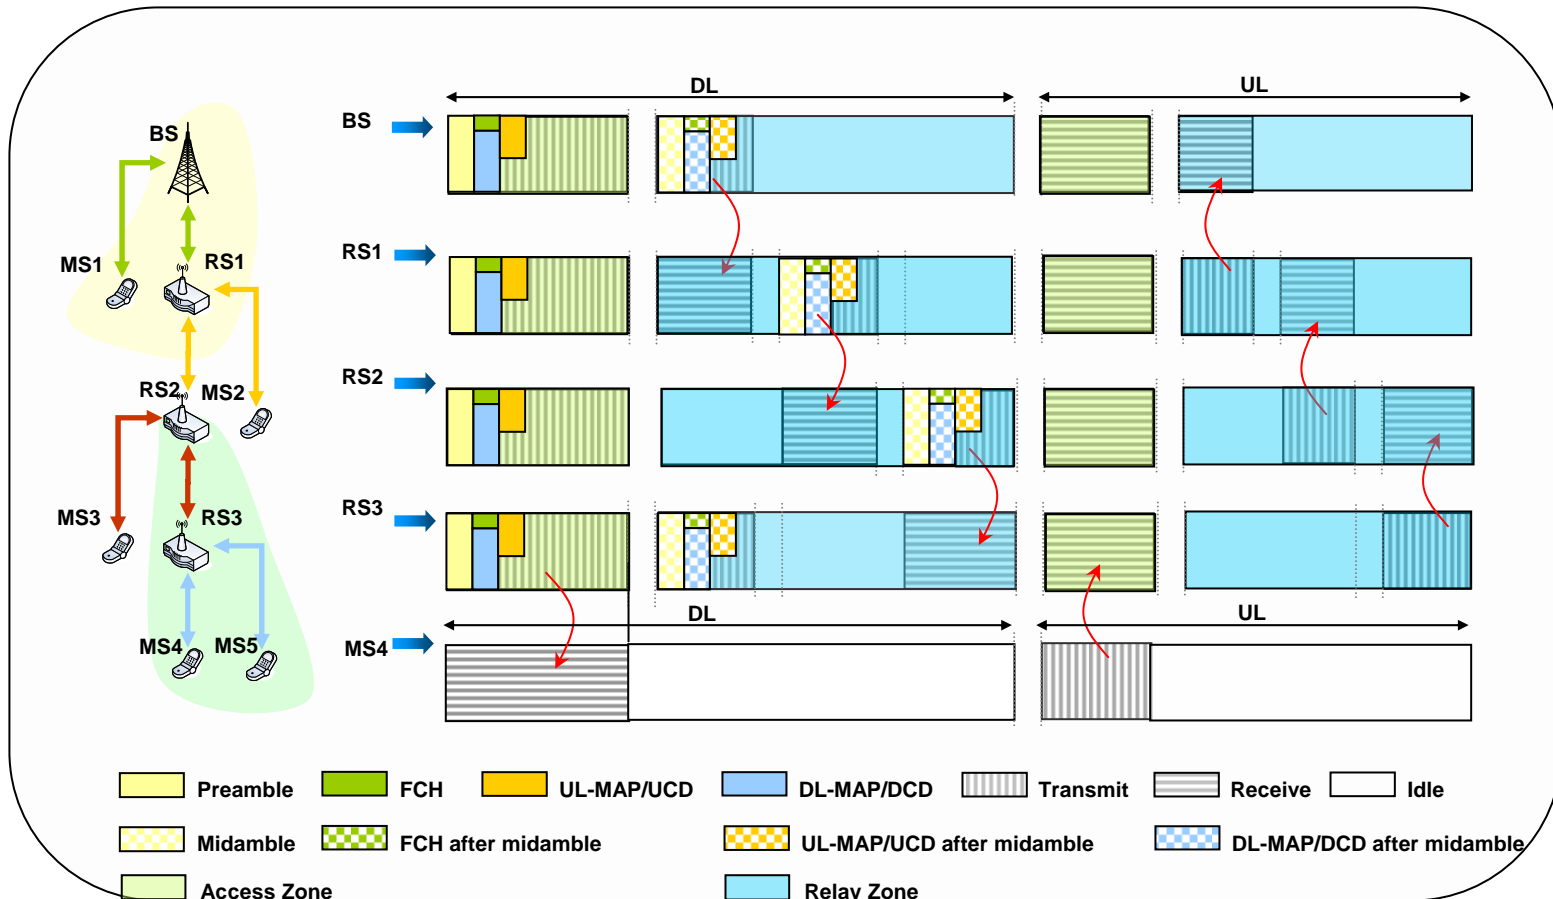 DL
UL
BS
BS
RS1
MS1
RS1
RS2
RS2
MS2
MS3
RS3
RS3
DL
UL
MS4
MS5
MS4
Preamble
FCH
UL-MAP/UCD
DL-MAP/DCD
Transmit
Receive
Idle
Midamble
FCH after midamble
UL-MAP/UCD after midamble
DL-MAP/DCD after midamble
Access Zone
Relay Zone